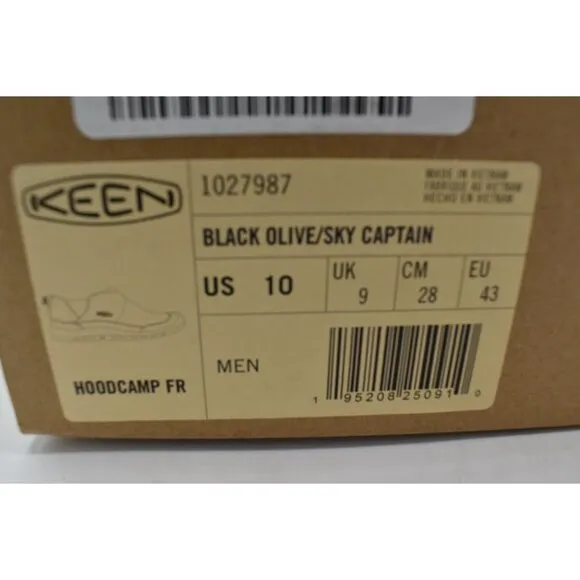 KEEN
1027987
MADE IN VIETNAM
FABRIQUÉ AU VIETNAM
HECHO EN VIETNAM
BLACK OLIVE/SKY CAPTAIN
US 10
UK 9
CM 28
EU 43
HOODCAMP FR
MEN
1 95208 25091 0